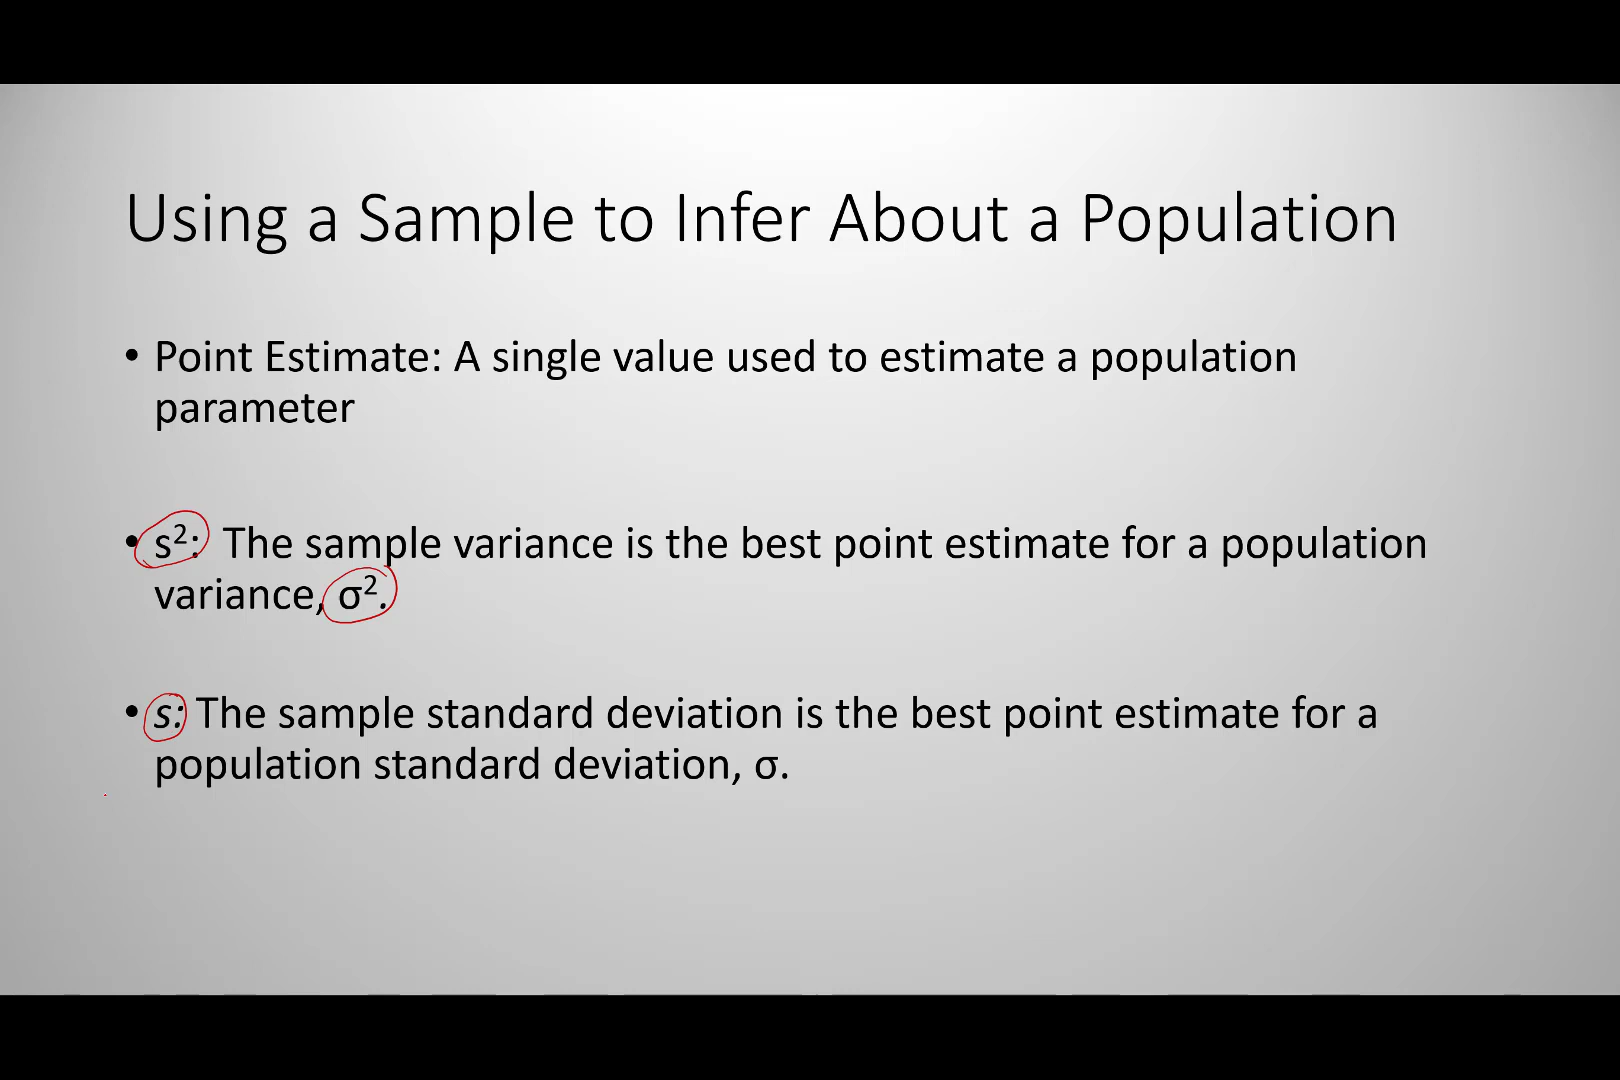 Using a Sample to Infer About a Population
• Point Estimate: A single value used to estimate a population
parameter
• s²: The sample variance is the best point estimate for a population
variance, σ².
• s: The sample standard deviation is the best point estimate for a
population standard deviation, σ.